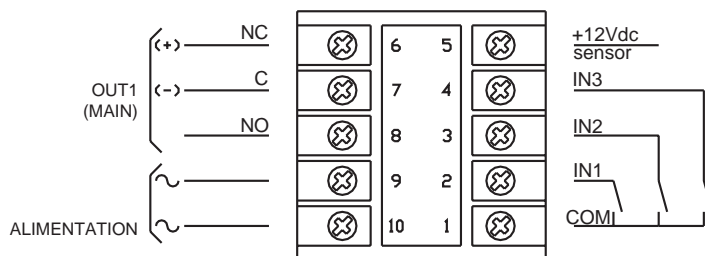 NC 6 5 +12Vdc
(+) sensor
C 7 4 IN3
(-)
OUT1
(MAIN)
NO 8 3 IN2
9 2 IN1
ALIMENTATION 10 1 COM